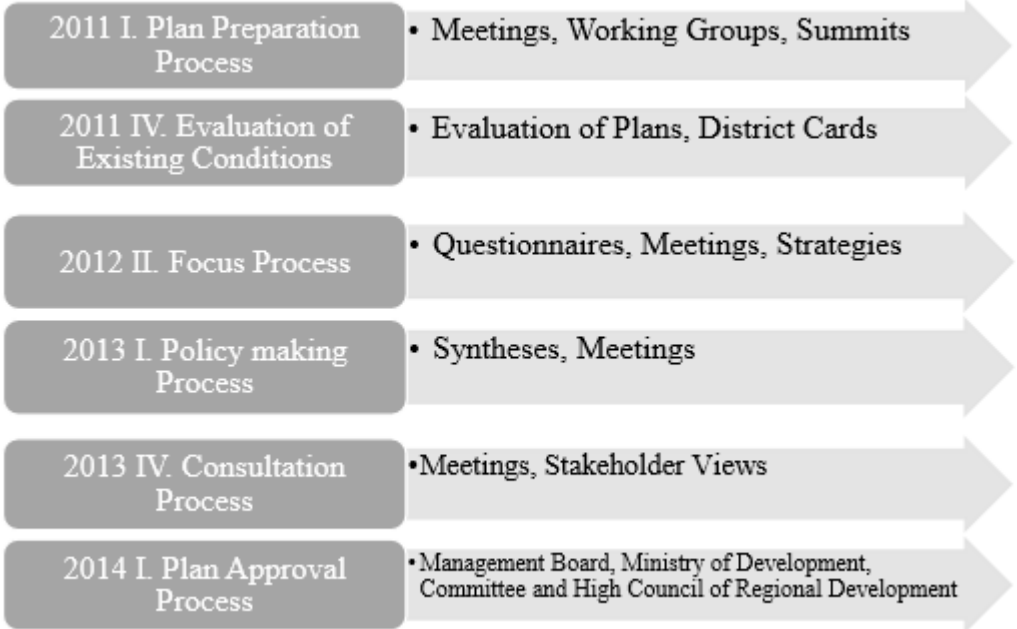 2011 I. Plan Preparation
Process
• Meetings, Working Groups, Summits
2011 IV. Evaluation of
Existing Conditions
• Evaluation of Plans, District Cards
2012 II. Focus Process
• Questionnaires, Meetings, Strategies
2013 I. Policy making
Process
• Syntheses, Meetings
2013 IV. Consultation
Process
•Meetings, Stakeholder Views
2014 I. Plan Approval
Process
• Management Board, Ministry of Development,
Committee and High Council of Regional Development